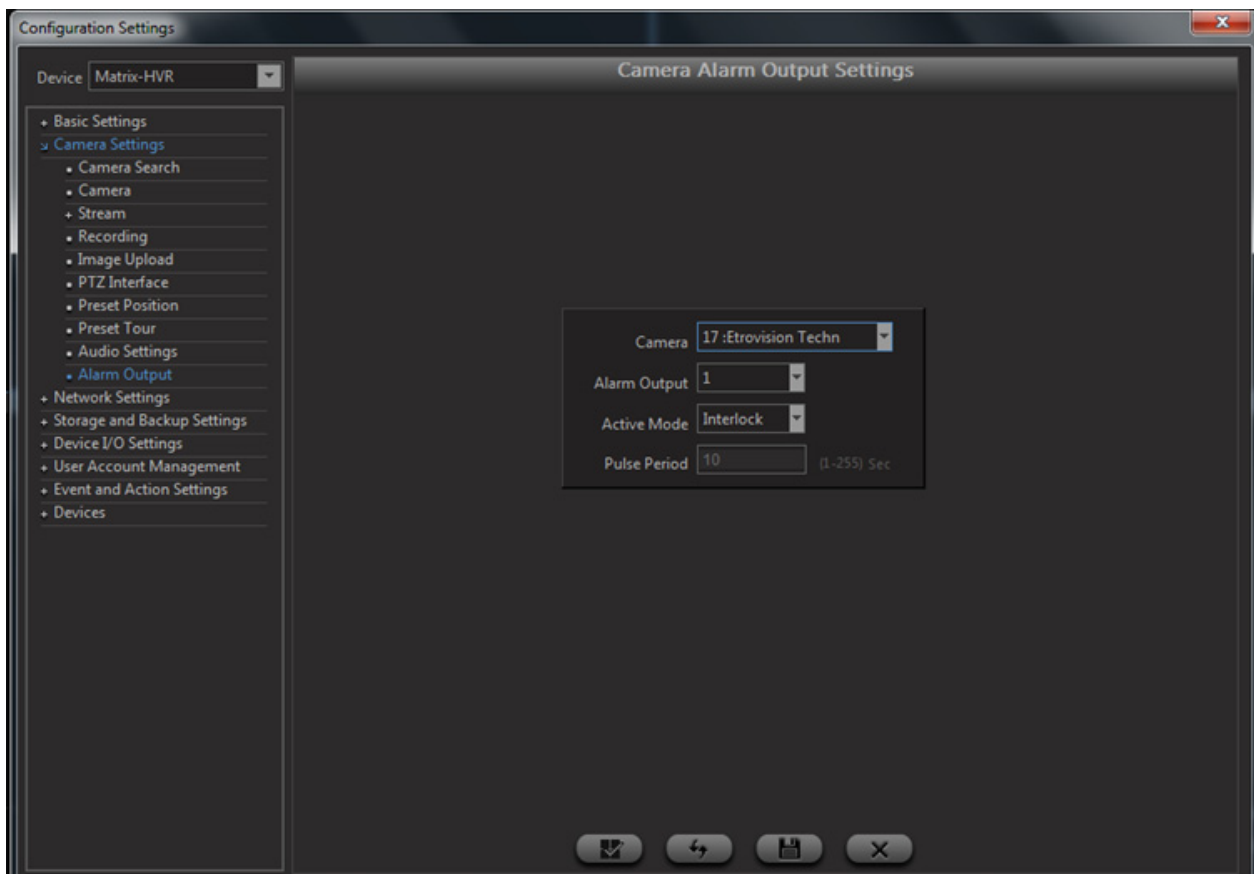 Configuration Settings
Device Matrix-HVR
Camera Alarm Output Settings
Basic Settings
Camera Settings
Camera Search
Camera
Stream
Recording
Image Upload
PTZ Interface
Preset Position
Preset Tour
Audio Settings
Alarm Output
Network Settings
Storage and Backup Settings
Device I/O Settings
User Account Management
Event and Action Settings
Devices
Camera 17 :Etrovision Techn
Alarm Output 1
Active Mode Interlock
Pulse Period 10 (1-255) Sec